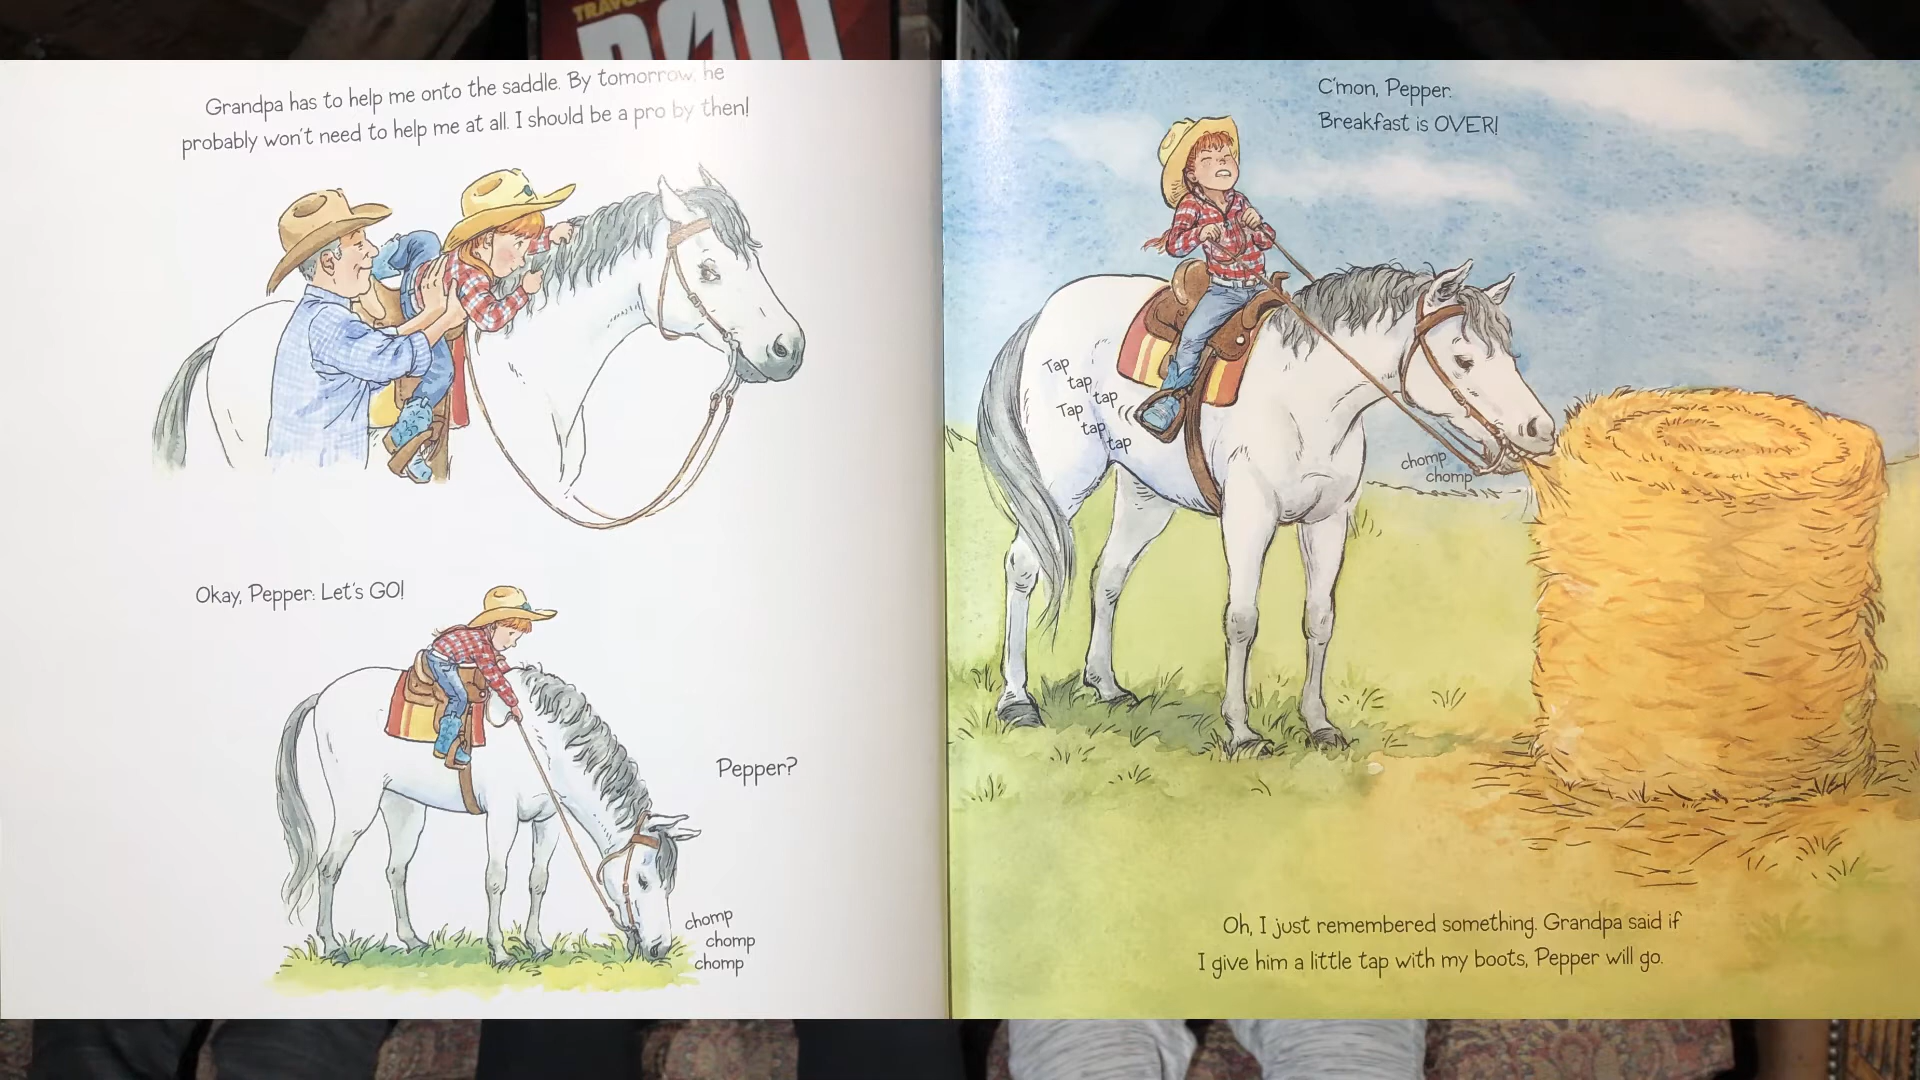 Grandpa has to help me onto the saddle. By tomorrow, he
probably won't need to help me at all. I should be a pro by then!
Okay, Pepper. Let's GO!
Pepper?
chomp
chomp
chomp
C'mon, Pepper.
Breakfast is OVER!
Tap
tap
tap
Tap
tap
tap
chomp
chomp
Oh, I just remembered something. Grandpa said if
I give him a little tap with my boots, Pepper will go.